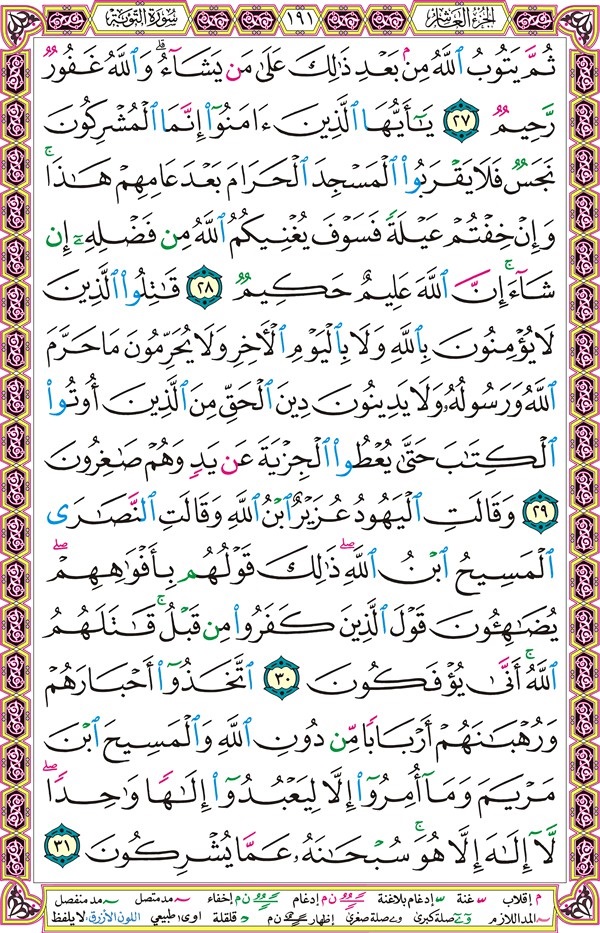 الجزء العاشر ١٩١ سورة التوبة
ثُمَّ يَتُوبُ ٱللَّهُ مِنۢ بَعۡدِ ذَٰلِكَ عَلَىٰ مَن يَشَآءُۗ وَٱللَّهُ غَفُورٞ
رَّحِيمٞ ٢٧ يَـٰٓأَيُّهَا ٱلَّذِينَ ءَامَنُوٓاْ إِنَّمَا ٱلۡمُشۡرِكُونَ
نَجَسٞ فَلَا يَقۡرَبُواْ ٱلۡمَسۡجِدَ ٱلۡحَرَامَ بَعۡدَ عَامِهِمۡ هَٰذَاۚ
وَإِنۡ خِفۡتُمۡ عَيۡلَةٗ فَسَوۡفَ يُغۡنِيكُمُ ٱللَّهُ مِن فَضۡلِهِۦٓ إِن
شَآءَۚ إِنَّ ٱللَّهَ عَلِيمٌ حَكِيمٞ ٢٨ قَٰتِلُواْ ٱلَّذِينَ
لَا يُؤۡمِنُونَ بِٱللَّهِ وَلَا بِٱلۡيَوۡمِ ٱلۡأٓخِرِ وَلَا يُحَرِّمُونَ مَا حَرَّمَ
ٱللَّهُ وَرَسُولُهُۥ وَلَا يَدِينُونَ دِينَ ٱلۡحَقِّ مِنَ ٱلَّذِينَ أُوتُواْ
ٱلۡكِتَٰبَ حَتَّىٰ يُعۡطُواْ ٱلۡجِزۡيَةَ عَن يَدٖ وَهُمۡ صَٰغِرُونَ
٢٩ وَقَالَتِ ٱلۡيَهُودُ عُزَيۡرٌ ٱبۡنُ ٱللَّهِ وَقَالَتِ ٱلنَّصَٰرَى
ٱلۡمَسِيحُ ٱبۡنُ ٱللَّهِۖ ذَٰلِكَ قَوۡلُهُم بِأَفۡوَٰهِهِمۡۖ
يُضَٰهِـُٔونَ قَوۡلَ ٱلَّذِينَ كَفَرُواْ مِن قَبۡلُۚ قَٰتَلَهُمُ
ٱللَّهُۖ أَنَّىٰ يُؤۡفَكُونَ ٣٠ ٱتَّخَذُوٓاْ أَحۡبَارَهُمۡ
وَرُهۡبَٰنَهُمۡ أَرۡبَابٗا مِّن دُونِ ٱللَّهِ وَٱلۡمَسِيحَ ٱبۡنَ
مَرۡيَمَ وَمَآ أُمِرُوٓاْ إِلَّا لِيَعۡبُدُوٓاْ إِلَٰهٗا وَٰحِدٗاۖ
لَّآ إِلَٰهَ إِلَّا هُوَۚ سُبۡحَٰنَهُۥ عَمَّا يُشۡرِكُونَ ٣١
م إقلاب غنة إدغام بلاغنة ن م إدغام ن م إخفاء مد متصل مد منفصل
المد اللازم صلة كبرى صلة صغرى إظهار ن م قلقلة اوى: طبيعي اللون الأزرق: لا يلفظ